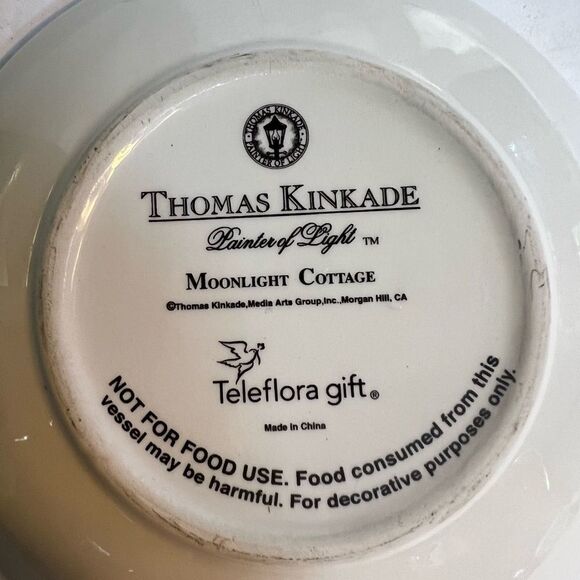 THOMAS KINKADE
PAINTER OF LIGHT
THOMAS KINKADE
Painter of Light TM
MOONLIGHT COTTAGE
©Thomas Kinkade,Media Arts Group,Inc.,Morgan Hill, CA
Teleflora gift®
Made in China
NOT FOR FOOD USE. Food consumed from this
vessel may be harmful. For decorative purposes only.